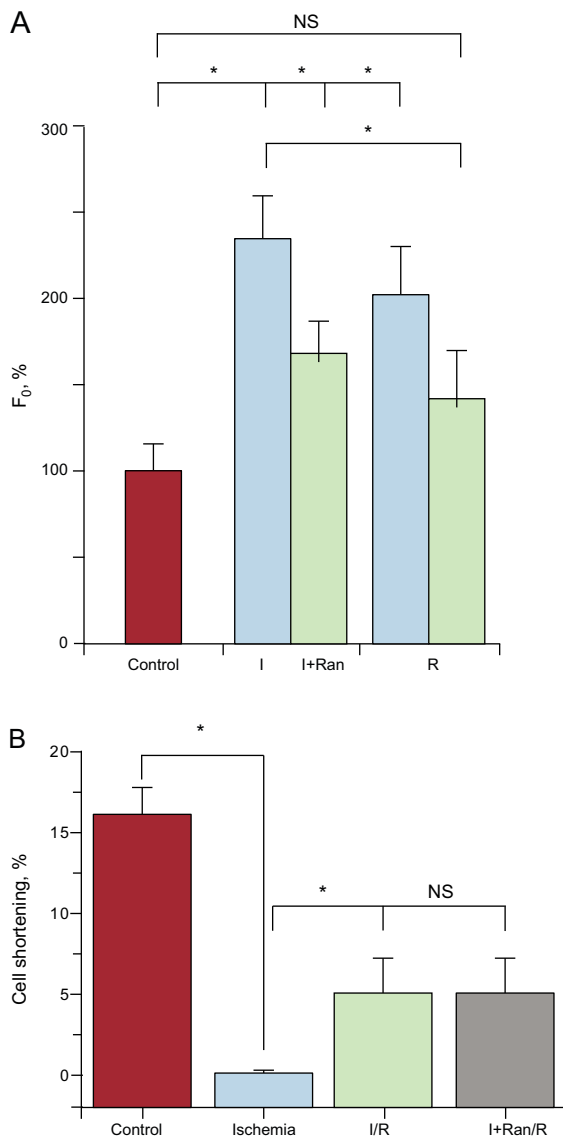 A
NS
* * *
*
300
200
100
0
F0, %
Control I I+Ran R
B
20
15
10
5
0
Cell shortening, %
*
* NS
Control Ischemia I/R I+Ran/R